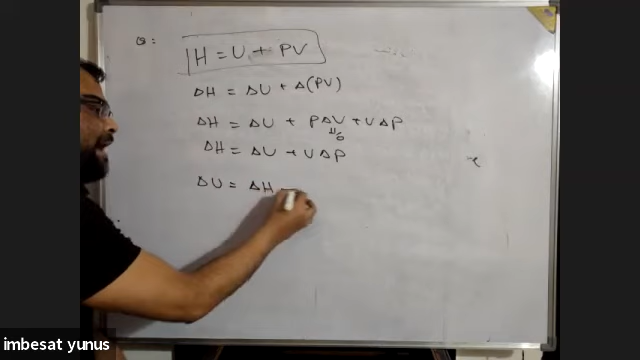 Q:
H = U + PV
ΔH = ΔU + Δ(PV)
ΔH = ΔU + PΔV + VΔP
0
ΔH = ΔU + VΔP
ΔU = ΔH -
imbesat yunus